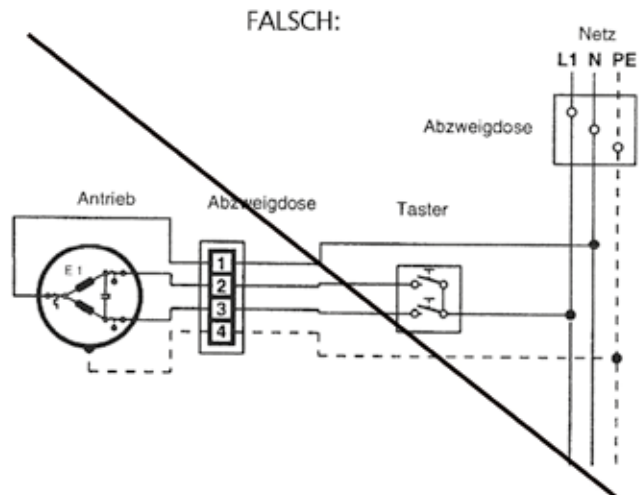 FALSCH:
Netz
L1 N PE
Abzweigdose
Antrieb
Abzweigdose
Taster
E1
1
2
3
4